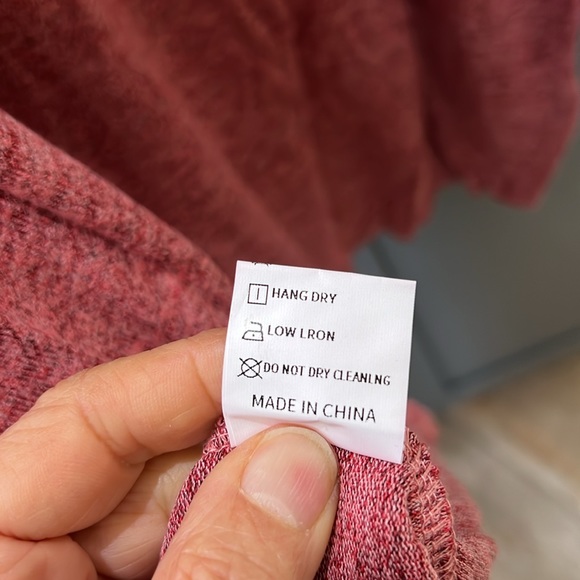 HANG DRY
LOW LRON
DO NOT DRY CLEANLNG
MADE IN CHINA